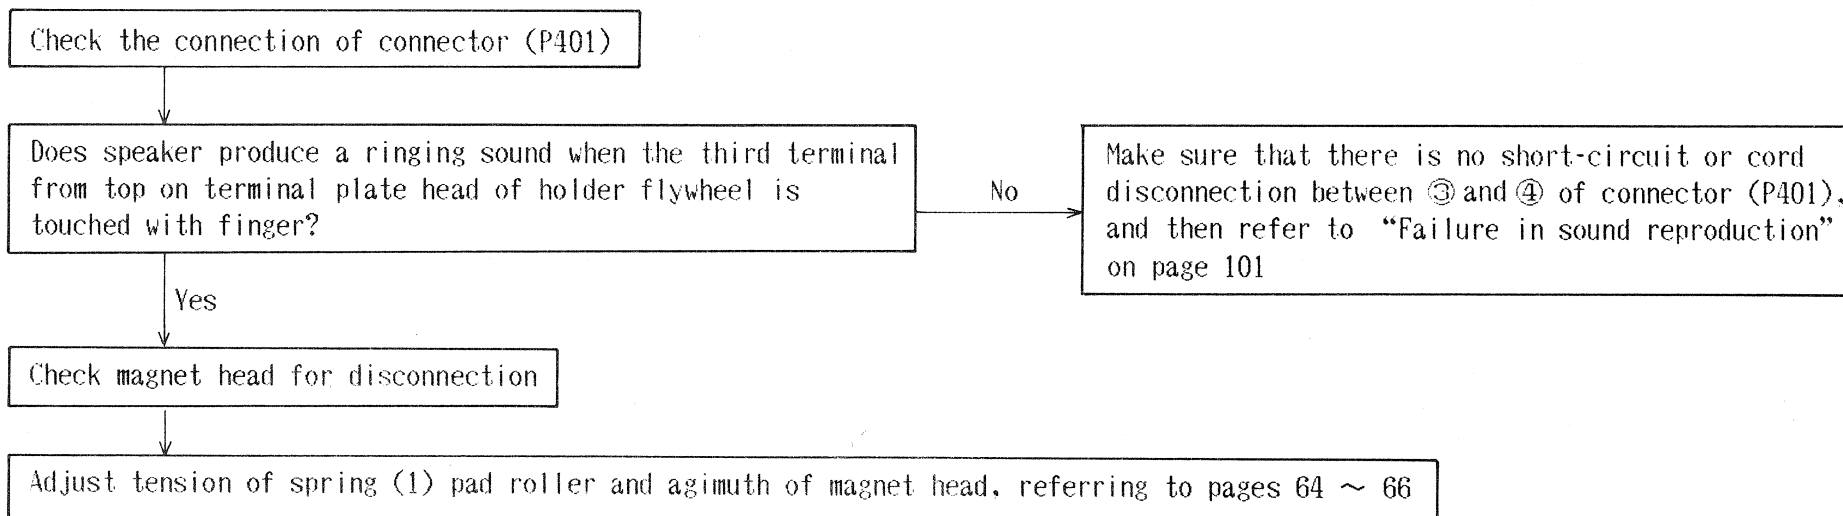 Check the connection of connector (P401)
Does speaker produce a ringing sound when the third terminal
from top on terminal plate head of holder flywheel is
touched with finger?
No
Make sure that there is no short-circuit or cord
disconnection between ③ and ④ of connector (P401),
and then refer to “Failure in sound reproduction”
on page 101
Yes
Check magnet head for disconnection
Adjust tension of spring (1) pad roller and agimuth of magnet head, referring to pages 64 ~ 66